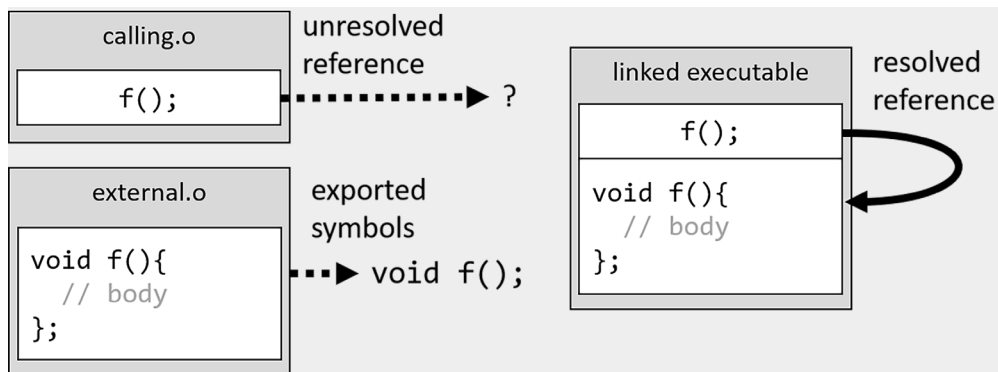 calling.o
f();
unresolved
reference
?
external.o
void f(){
// body
};
exported
symbols
void f();
linked executable
f();
void f(){
// body
};
resolved
reference